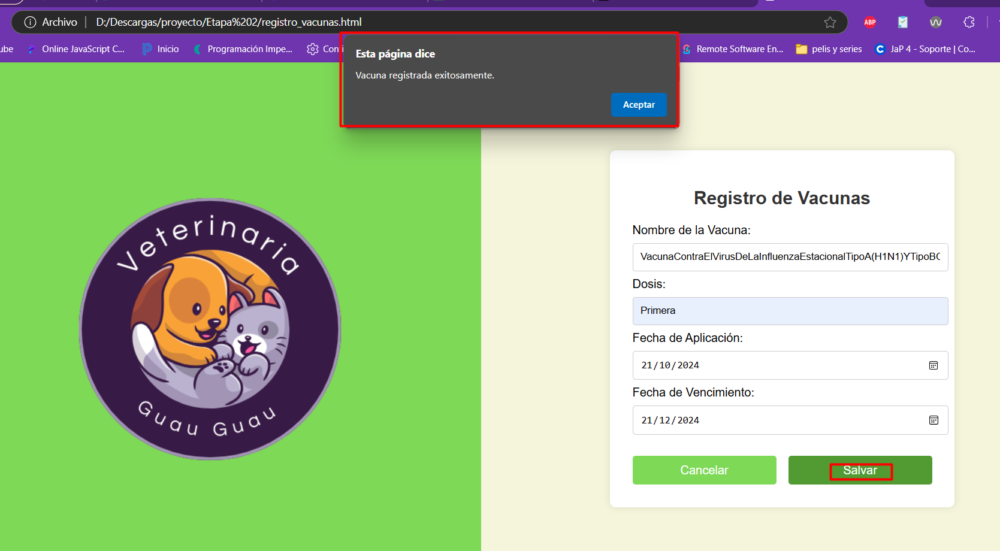 Archivo
D:/Descargas/proyecto/Etapa%202/registro_vacunas.html
ABP
ube
Online JavaScript C...
Inicio
Programación Impe...
Remote Software En...
pelis y series
JaP 4 - Soporte | Co...
Esta página dice
Vacuna registrada exitosamente.
Aceptar
Veterinaria
Guau Guau
Registro de Vacunas
Nombre de la Vacuna:
VacunaContraElVirusDeLaInfluenzaEstacionalTipoA(H1N1)YTipoB
Dosis:
Primera
Fecha de Aplicación:
21/10/2024
Fecha de Vencimiento:
21/12/2024
Cancelar
Salvar